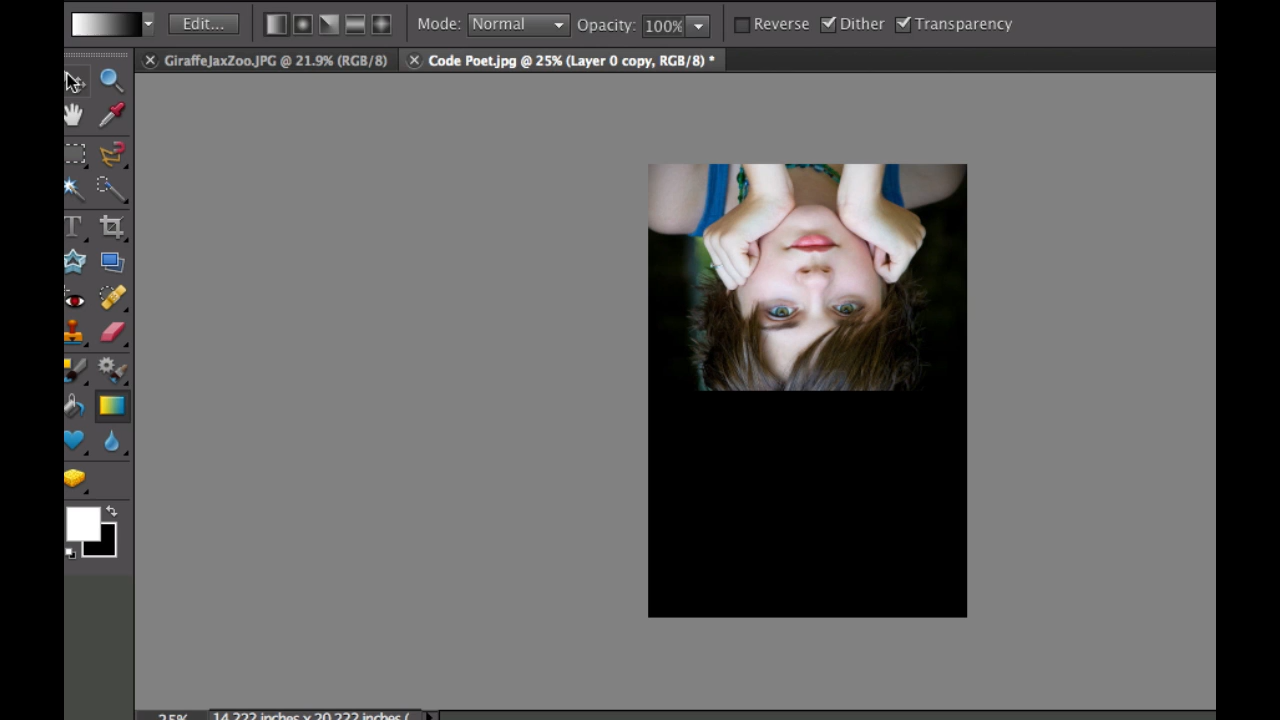 Edit... Mode: Normal Opacity: 100% Reverse Dither Transparency
GiraffeJaxZoo.JPG @ 21.9% (RGB/8) Code Poet.jpg @ 25% (Layer 0 copy, RGB/8) *
T
25% 14.222 inches x 20.222 inches (